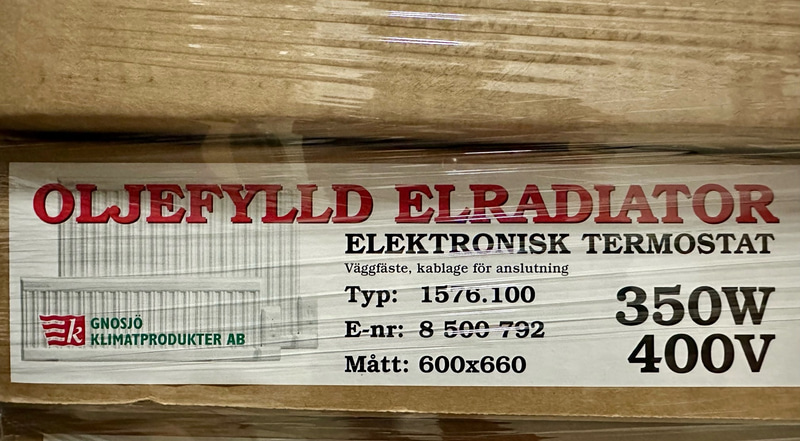 OLJEFYLLD ELRADIATOR
ELEKTRONISK TERMOSTAT
Väggfäste, kablage för anslutning
Typ: 1576.100
E-nr: 8 500 792
Mått: 600x660
350W
400V
k GNOSJÖ
KLIMATPRODUKTER AB